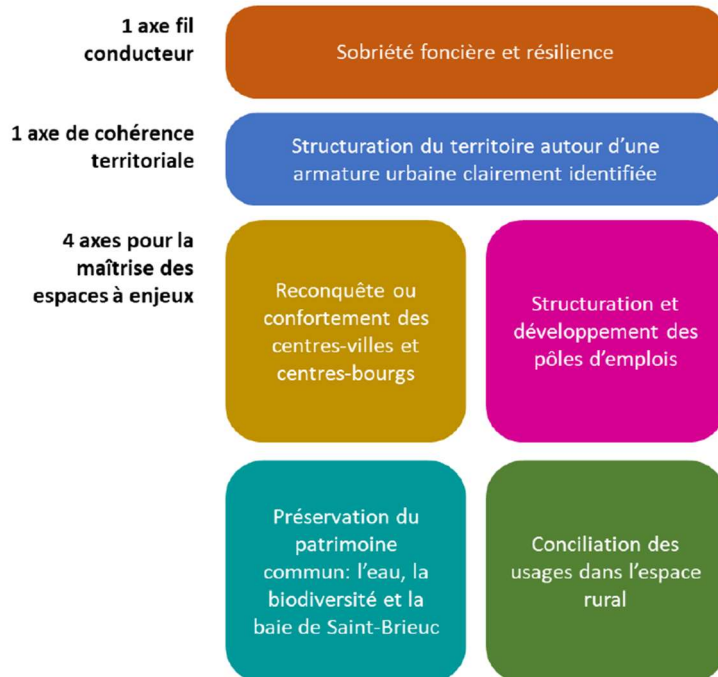 1 axe fil
conducteur
Sobriété foncière et résilience
1 axe de cohérence
territoriale
Structuration du territoire autour d’une
armature urbaine clairement identifiée
4 axes pour la
maîtrise des
espaces à enjeux
Reconquête ou
confortement des
centres-villes et
centres-bourgs
Structuration et
développement des
pôles d’emplois
Préservation du
patrimoine
commun: l’eau, la
biodiversité et la
baie de Saint-Brieuc
Conciliation des
usages dans l’espace
rural